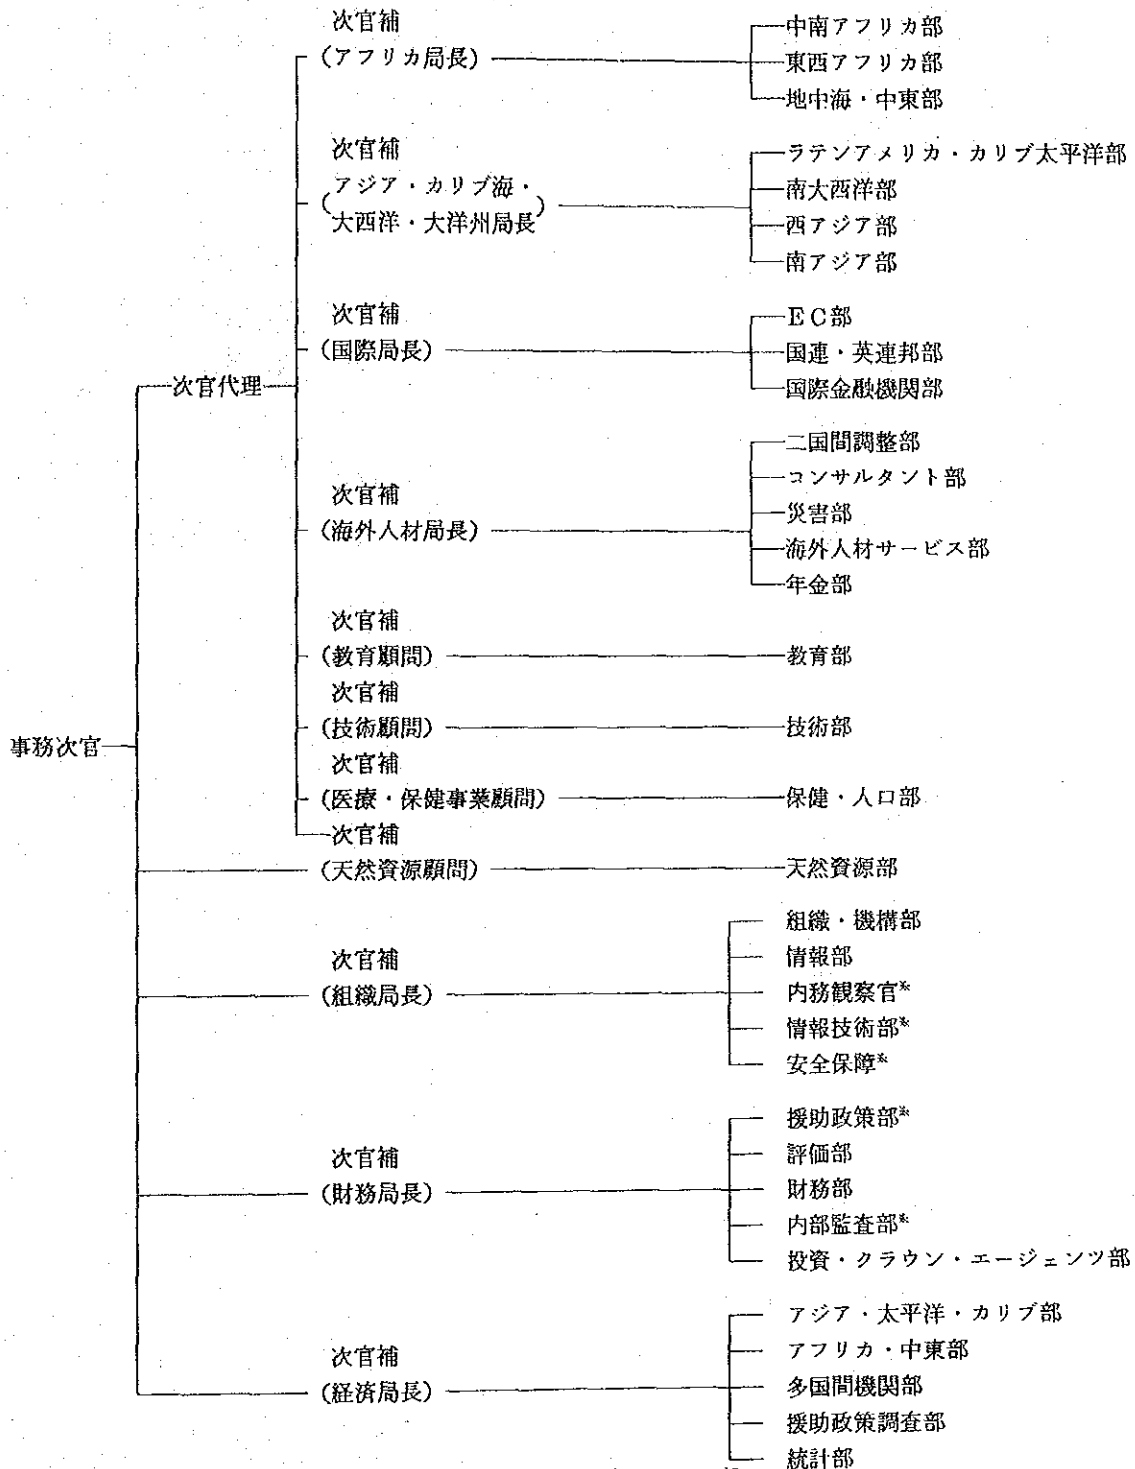 次官補
(アフリカ局長)
中南アフリカ部
東西アフリカ部
地中海・中東部
次官補
(アジア・カリブ海・
大西洋・大洋州局長)
ラテンアメリカ・カリブ太平洋部
南大西洋部
西アジア部
南アジア部
次官補
(国際局長)
EC部
国連・英連邦部
国際金融機関部
次官代理
次官補
(海外人材局長)
二国間調整部
コンサルタント部
災害部
海外人材サービス部
年金部
次官補
(教育顧問)
教育部
次官補
(技術顧問)
技術部
事務次官
次官補
(医療・保健事業顧問)
保健・人口部
次官補
(天然資源顧問)
天然資源部
次官補
(組織局長)
組織・機構部
情報部
内務観察官*
情報技術部*
安全保障*
次官補
(財務局長)
援助政策部*
評価部
財務部
内部監査部*
投資・クラウン・エージェンツ部
次官補
(経済局長)
アジア・太平洋・カリブ部
アフリカ・中東部
多国間機関部
援助政策調査部
統計部